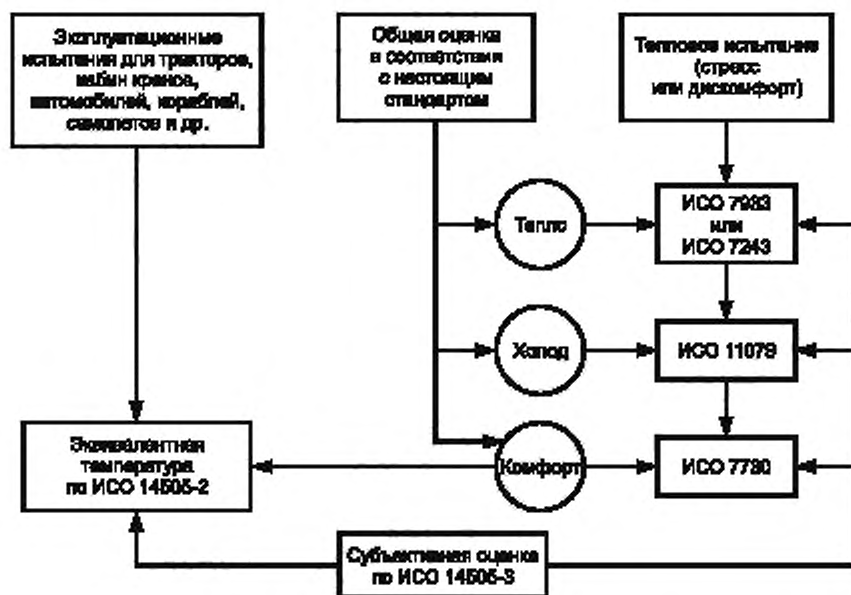 Эксплуатационные
испытания для тракторов,
кабин кранов,
автомобилей, кораблей,
самолетов и др.
Общая оценка
в соответствии
с настоящим
стандартом
Тепловое испытание
(стресс
или дискомфорт)
Тепло
ИСО 7933
или
ИСО 7243
Холод
ИСО 11079
Эквивалентная
температура
по ИСО 14505-2
Комфорт
ИСО 7730
Субъективная оценка
по ИСО 14505-3